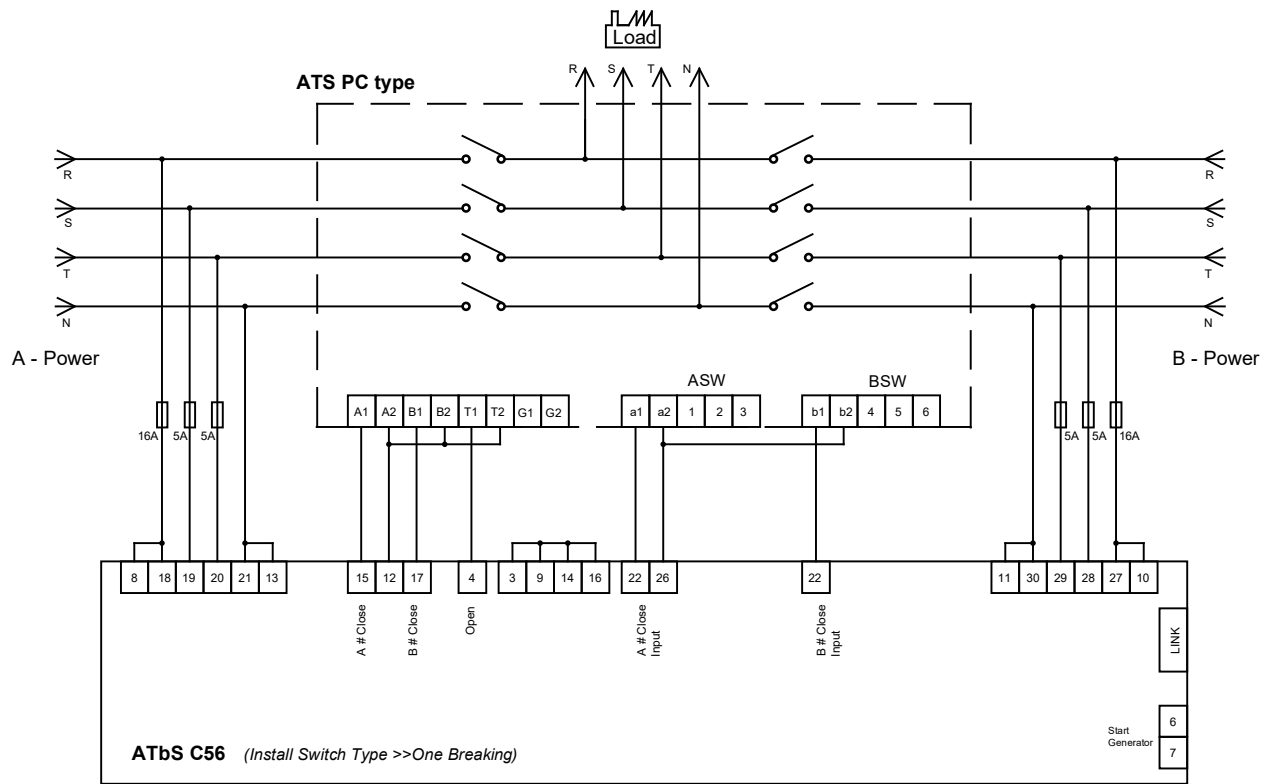 Load
ATS PC type
R S T N
R R
S S
T T
N N
A - Power
B - Power
ASW BSW
A1 A2 B1 B2 T1 T2 G1 G2
a1 a2 1 2 3
b1 b2 4 5 6
16A 5A 5A
5A 5A 16A
8 18 19 20 21 13
15 12 17
4
3 9 14 16
22 26
22
11 30 29 28 27 10
A # Close
B # Close
Open
A # Close
Input
B # Close
Input
LINK
Start
Generator
6
7
ATbS C56 (Install Switch Type >>One Breaking)